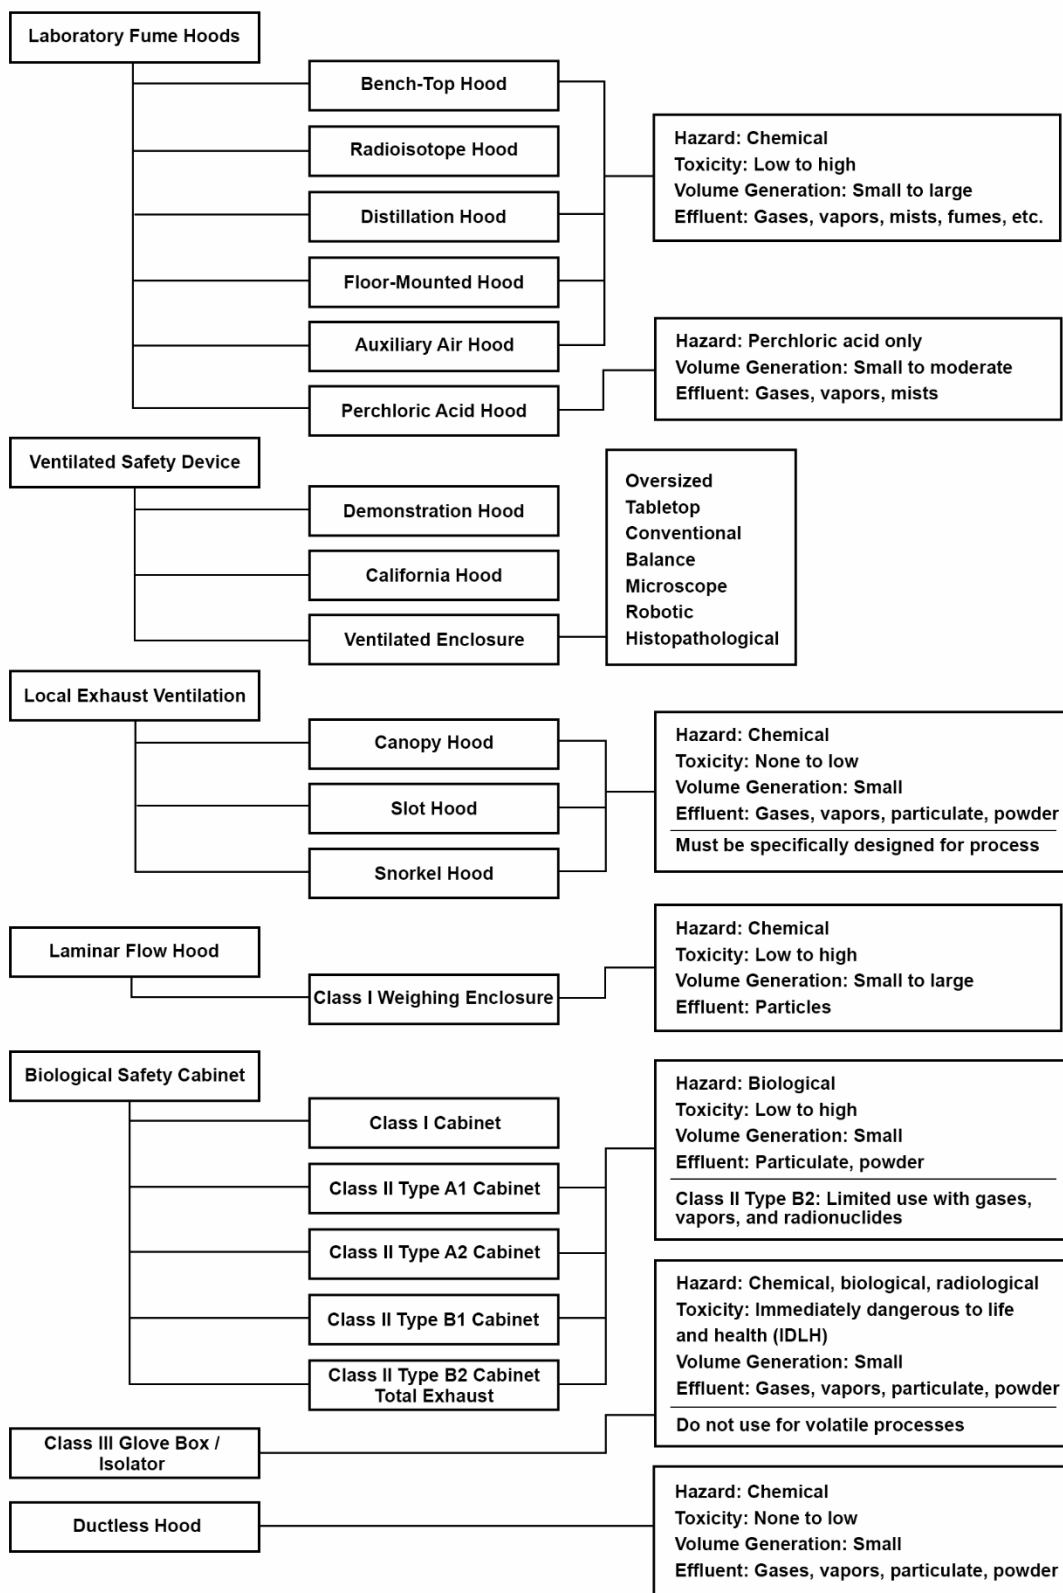 Laboratory Fume Hoods
Bench-Top Hood
Radioisotope Hood
Distillation Hood
Floor-Mounted Hood
Auxiliary Air Hood
Perchloric Acid Hood
Hazard: Chemical
Toxicity: Low to high
Volume Generation: Small to large
Effluent: Gases, vapors, mists, fumes, etc.
Hazard: Perchloric acid only
Volume Generation: Small to moderate
Effluent: Gases, vapors, mists
Ventilated Safety Device
Demonstration Hood
California Hood
Ventilated Enclosure
Oversized
Tabletop
Conventional
Balance
Microscope
Robotic
Histopathological
Local Exhaust Ventilation
Canopy Hood
Slot Hood
Snorkel Hood
Hazard: Chemical
Toxicity: None to low
Volume Generation: Small
Effluent: Gases, vapors, particulate, powder
Must be specifically designed for process
Laminar Flow Hood
Class I Weighing Enclosure
Hazard: Chemical
Toxicity: Low to high
Volume Generation: Small to large
Effluent: Particles
Biological Safety Cabinet
Class I Cabinet
Class II Type A1 Cabinet
Class II Type A2 Cabinet
Class II Type B1 Cabinet
Class II Type B2 Cabinet
Total Exhaust
Hazard: Biological
Toxicity: Low to high
Volume Generation: Small
Effluent: Particulate, powder
Class II Type B2: Limited use with gases,
vapors, and radionuclides
Class III Glove Box /
Isolator
Hazard: Chemical, biological, radiological
Toxicity: Immediately dangerous to life
and health (IDLH)
Volume Generation: Small
Effluent: Gases, vapors, particulate, powder
Do not use for volatile processes
Ductless Hood
Hazard: Chemical
Toxicity: None to low
Volume Generation: Small
Effluent: Gases, vapors, particulate, powder